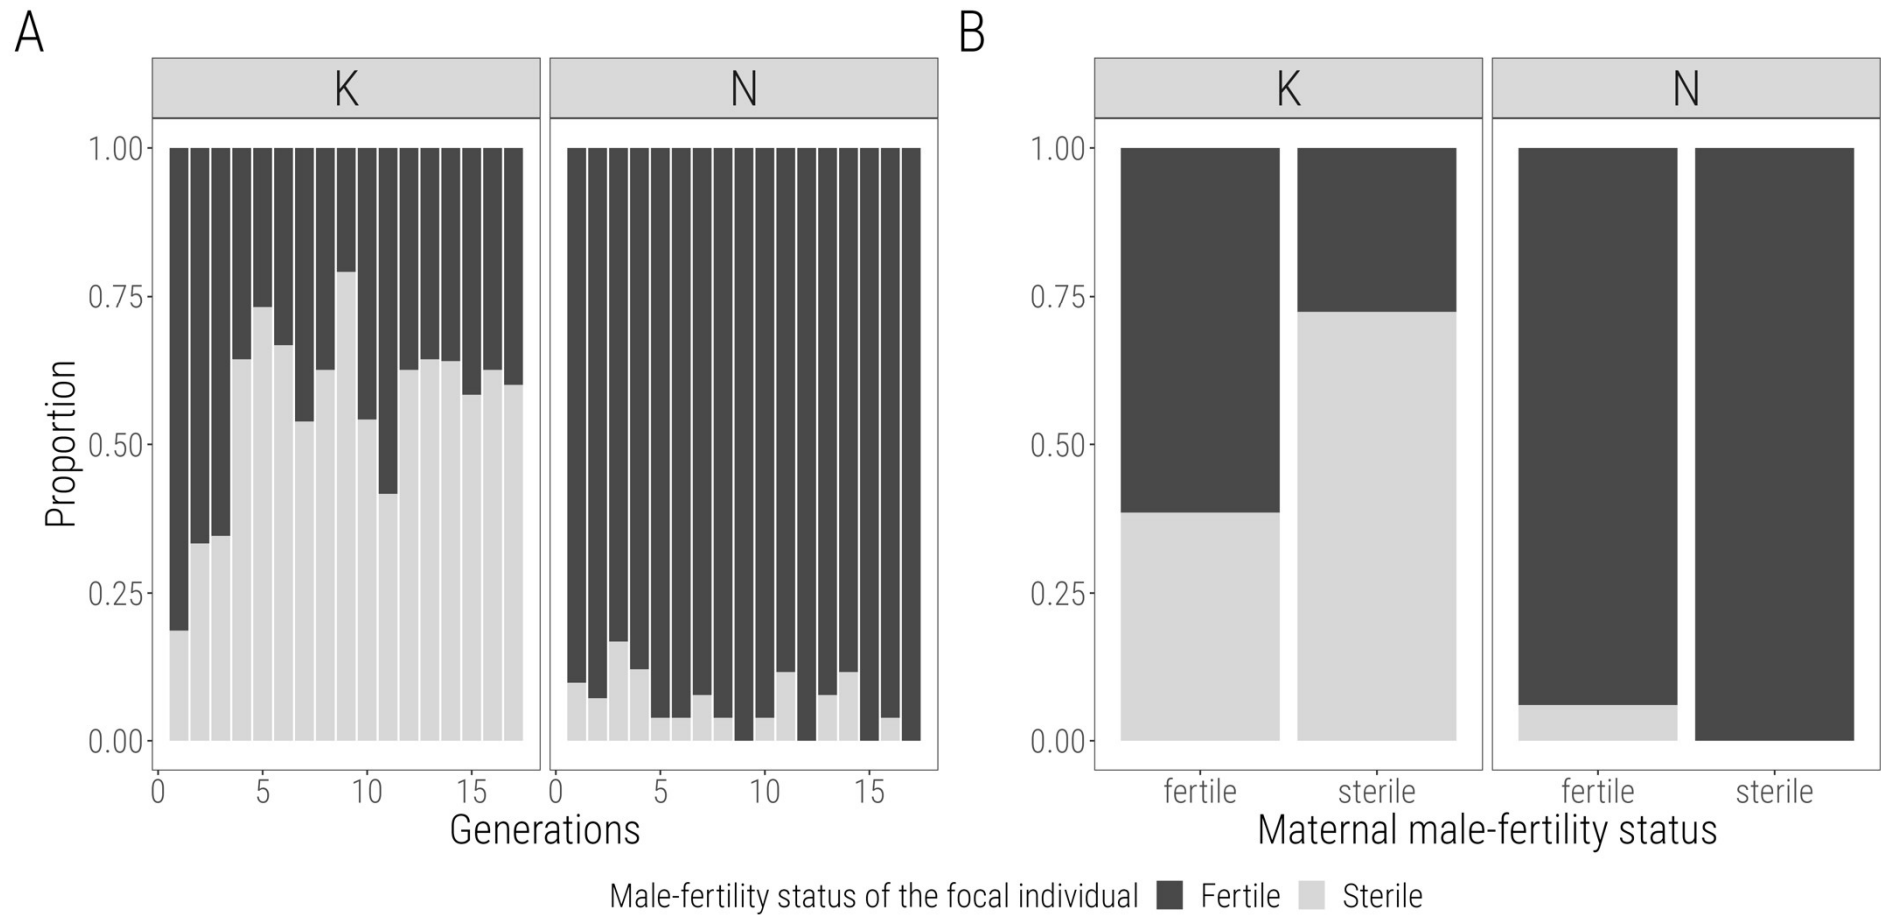 A
B
K
N
K
N
Proportion
1.00
0.75
0.50
0.25
0.00
1.00
0.75
0.50
0.25
0.00
0 5 10 15
0 5 10 15
fertile sterile
fertile sterile
Generations
Maternal male-fertility status
Male-fertility status of the focal individual Fertile Sterile